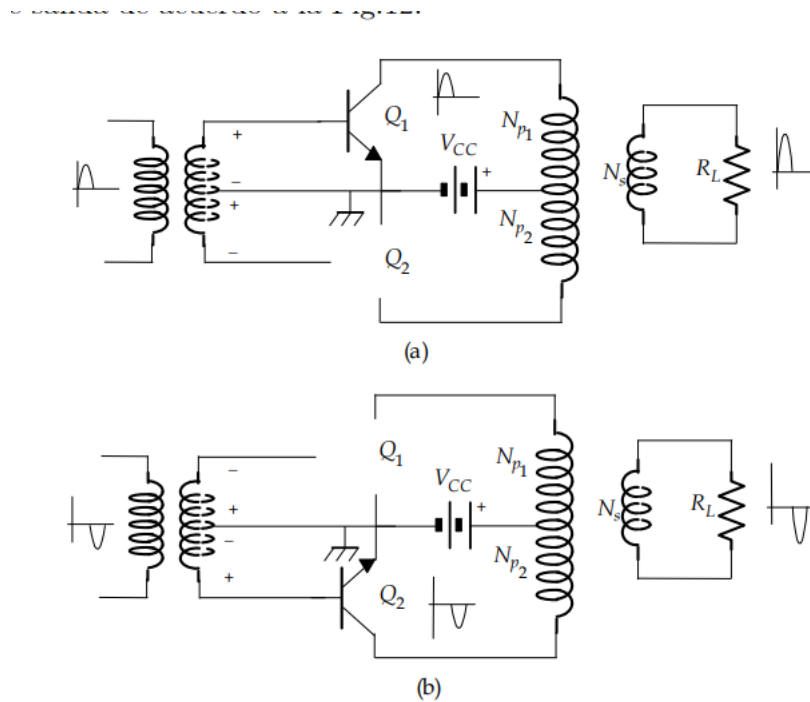 Q1
VCC
+
Np1
Np2
Ns
RL
+
−
+
−
Q2
(a)
Q1
VCC
+
Np1
Np2
Ns
RL
−
+
−
+
Q2
(b)